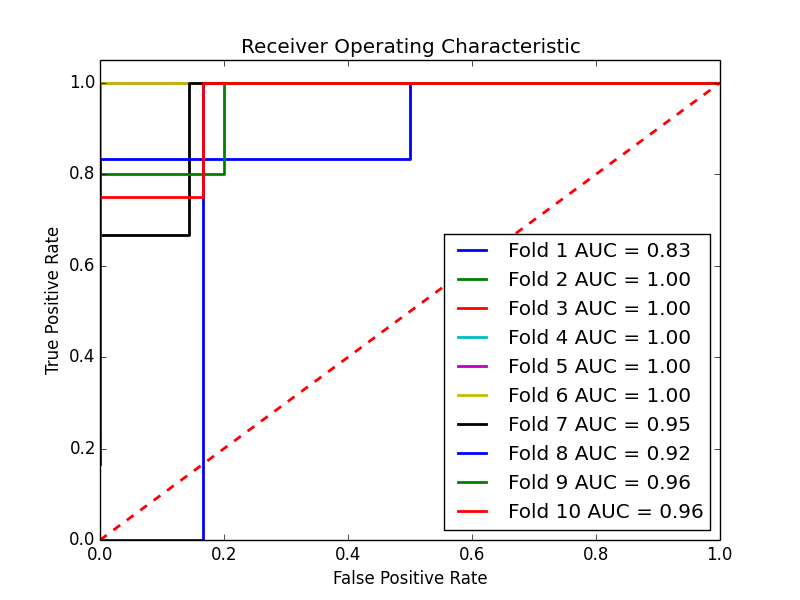 Receiver Operating Characteristic
True Positive Rate
1.0
0.8
0.6
0.4
0.2
0.0
Fold 1 AUC = 0.83
Fold 2 AUC = 1.00
Fold 3 AUC = 1.00
Fold 4 AUC = 1.00
Fold 5 AUC = 1.00
Fold 6 AUC = 1.00
Fold 7 AUC = 0.95
Fold 8 AUC = 0.92
Fold 9 AUC = 0.96
Fold 10 AUC = 0.96
0.0 0.2 0.4 0.6 0.8 1.0
False Positive Rate